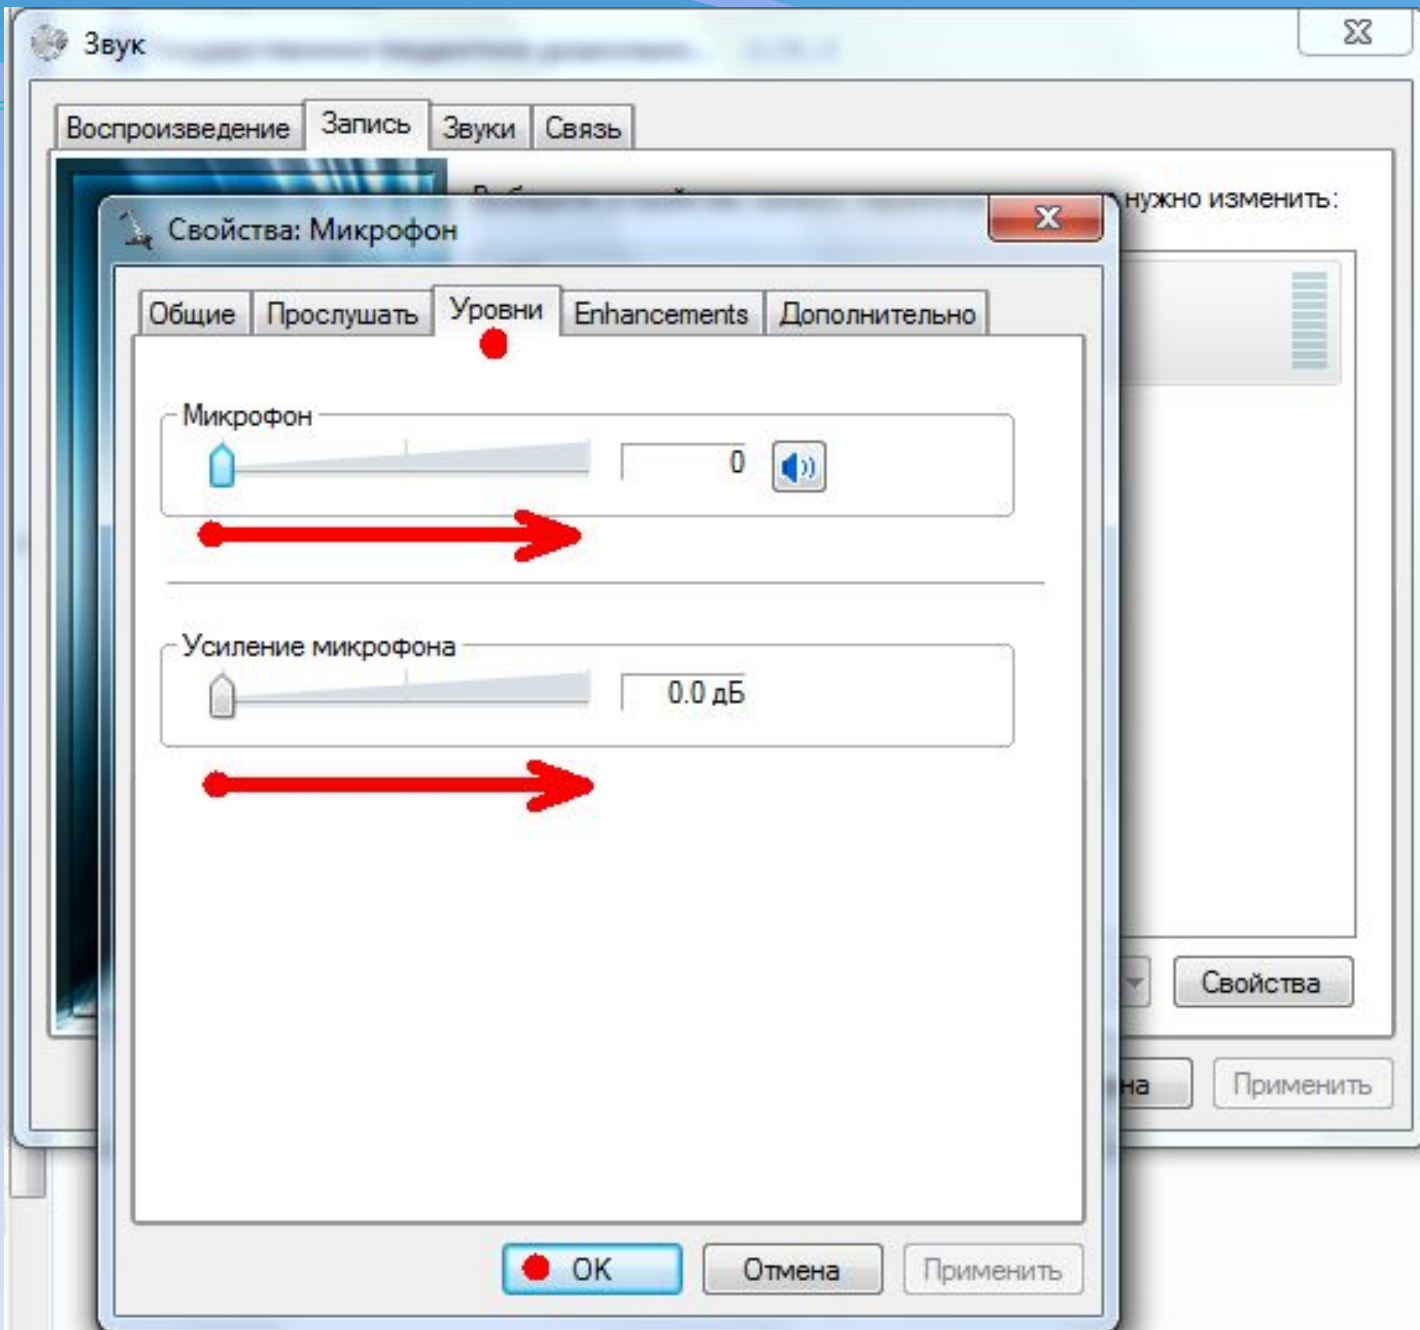 Звук
Воспроизведение Запись Звуки Связь
нужно изменить:
Свойства: Микрофон
Общие Прослушать Уровни Enhancements Дополнительно
Микрофон
0
Усиление микрофона
0.0 дБ
Свойства
на Применить
OK Отмена Применить